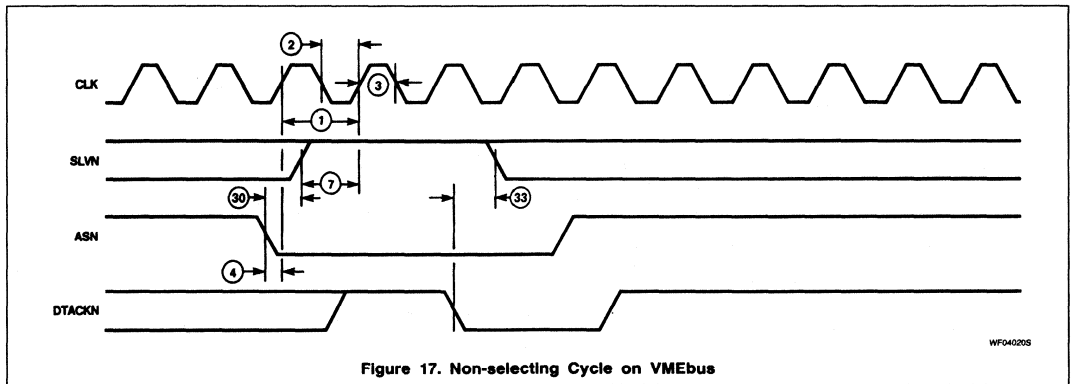 2
CLK
3
1
SLVN
7
30
33
ASN
4
DTACKN
WF04020S
Figure 17. Non-selecting Cycle on VMEbus